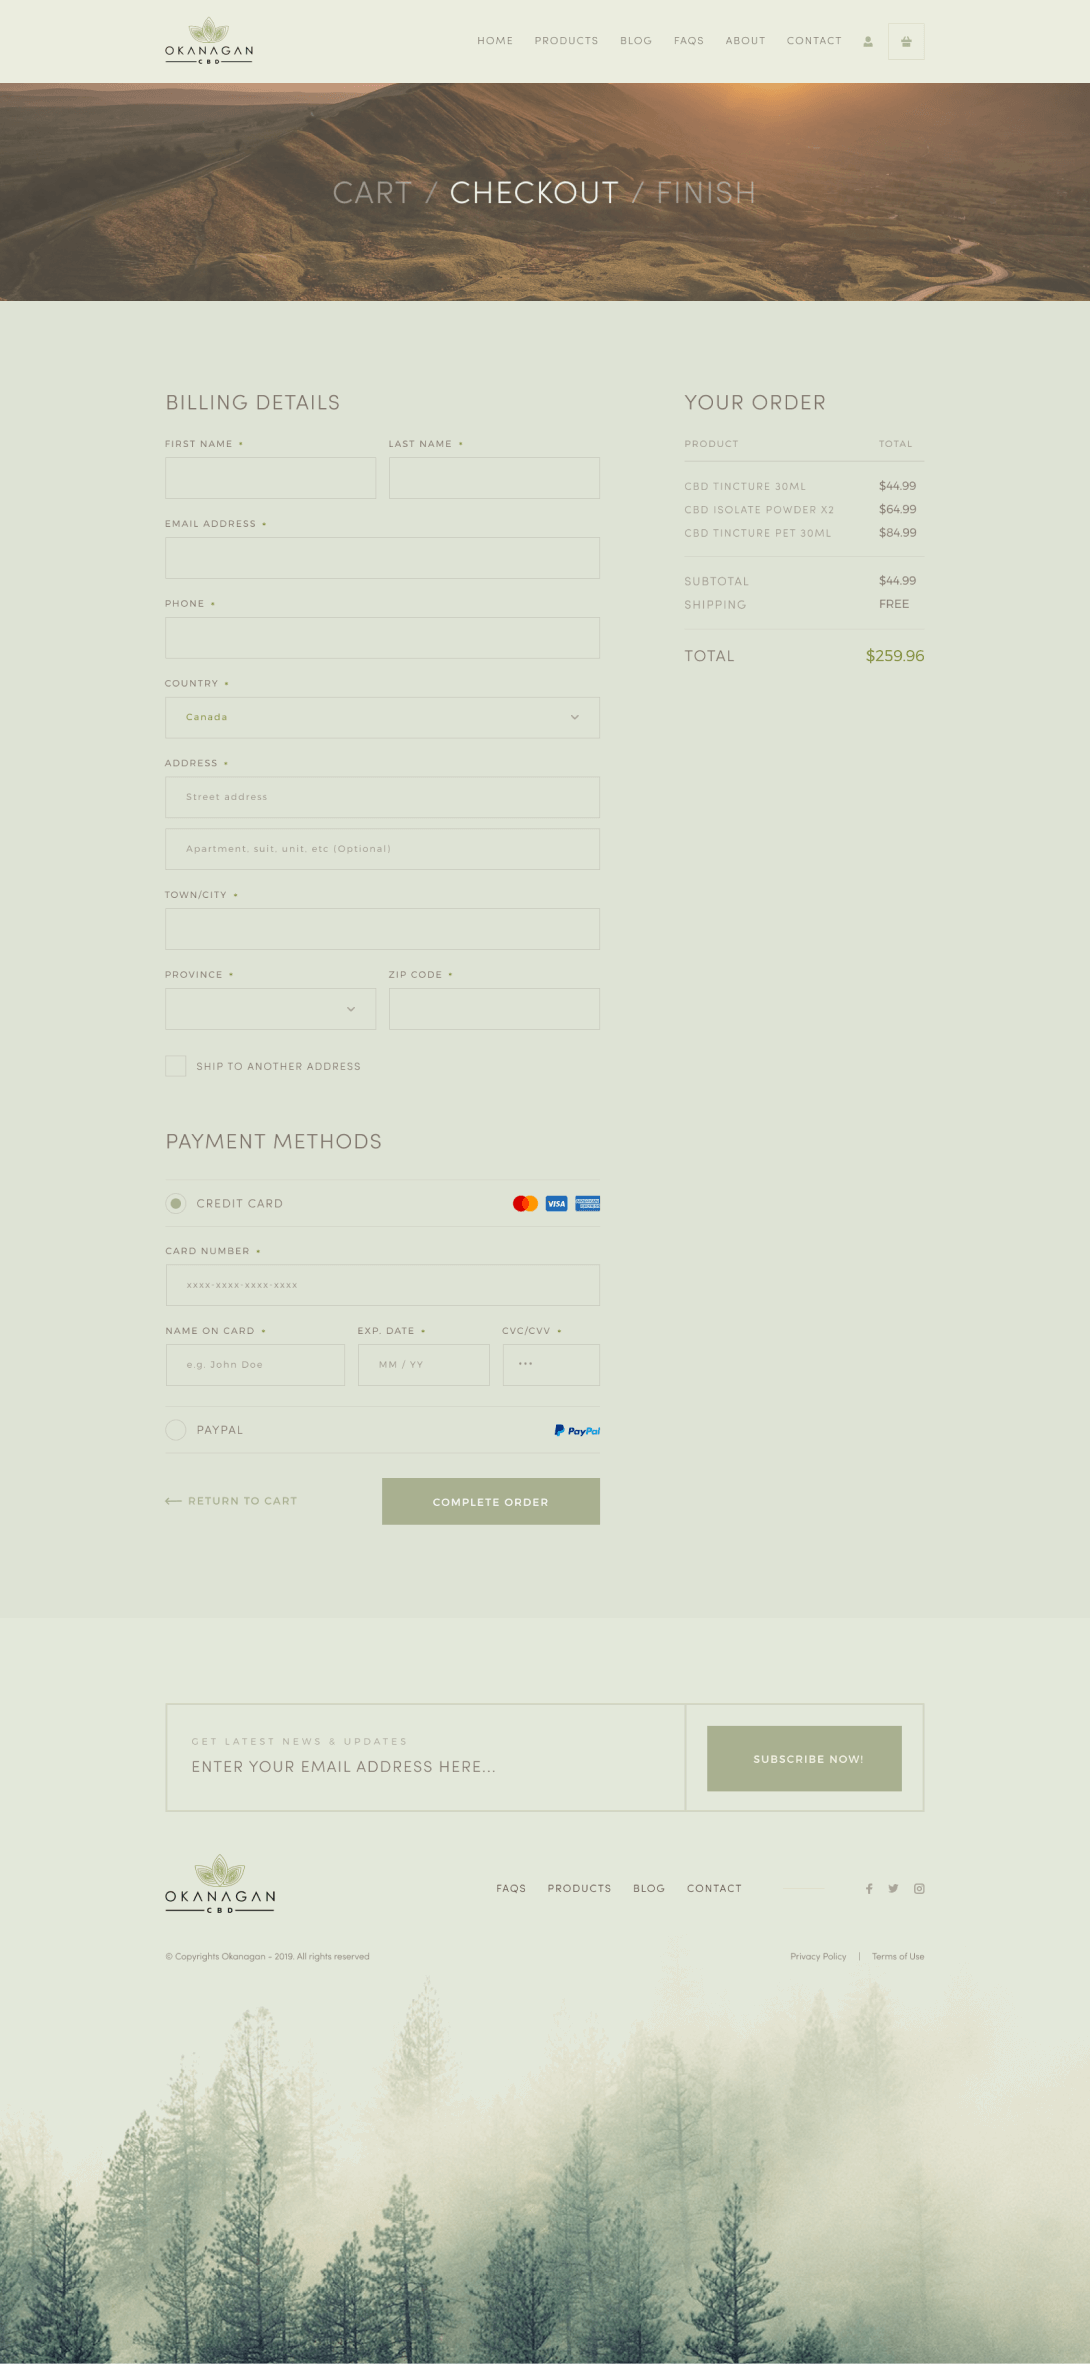 OKANAGAN
CBD
HOME PRODUCTS BLOG FAQS ABOUT CONTACT
CART / CHECKOUT / FINISH
BILLING DETAILS
FIRST NAME • LAST NAME •
EMAIL ADDRESS •
PHONE •
COUNTRY •
Canada
ADDRESS •
Street address
Apartment, suit, unit, etc (Optional)
TOWN/CITY •
PROVINCE • ZIP CODE •
SHIP TO ANOTHER ADDRESS
YOUR ORDER
PRODUCT TOTAL
CBD TINCTURE 30ML $44.99
CBD ISOLATE POWDER X2 $64.99
CBD TINCTURE PET 30ML $84.99
SUBTOTAL $44.99
SHIPPING FREE
TOTAL $259.96
PAYMENT METHODS
CREDIT CARD VISA AMERICAN EXPRESS
CARD NUMBER •
xxxx-xxxx-xxxx-xxxx
NAME ON CARD • EXP. DATE • CVC/CVV •
e.g. John Doe MM / YY ***
PAYPAL PayPal
RETURN TO CART COMPLETE ORDER
GET LATEST NEWS & UPDATES
ENTER YOUR EMAIL ADDRESS HERE...
SUBSCRIBE NOW!
OKANAGAN
CBD
FAQS PRODUCTS BLOG CONTACT
© Copyrights Okanagan - 2019. All rights reserved
Privacy Policy | Terms of Use